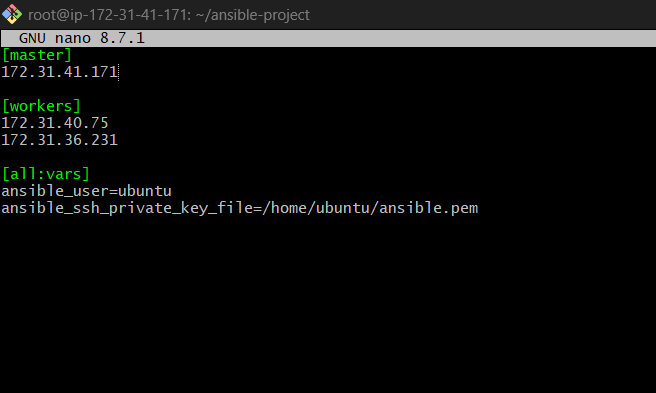 root@ip-172-31-41-171: ~/ansible-project
GNU nano 8.7.1
[master]
172.31.41.171
[workers]
172.31.40.75
172.31.36.231
[all:vars]
ansible_user=ubuntu
ansible_ssh_private_key_file=/home/ubuntu/ansible.pem